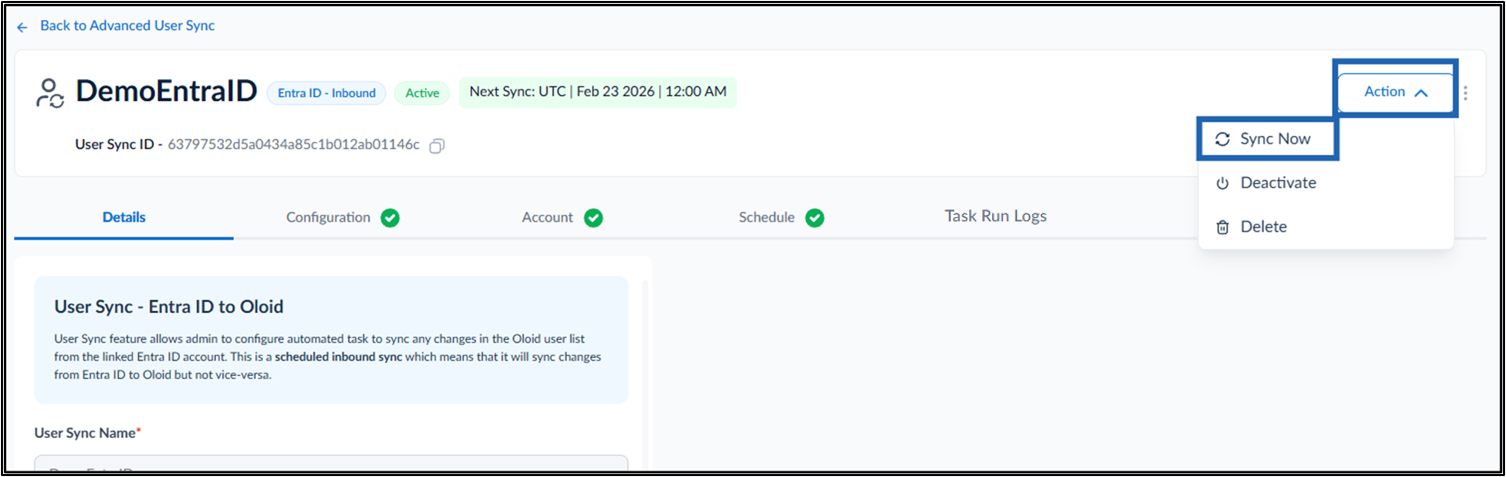 Back to Advanced User Sync
DemoEntraID Entra ID - Inbound Active Next Sync: UTC | Feb 23 2026 | 12:00 AM Action
User Sync ID - 63797532d5a0434a85c1b012ab01146c
Sync Now
Deactivate
Delete
Details Configuration Account Schedule Task Run Logs
User Sync - Entra ID to Oloid
User Sync feature allows admin to configure automated task to sync any changes in the Oloid user list
from the linked Entra ID account. This is a scheduled inbound sync which means that it will sync changes
from Entra ID to Oloid but not vice-versa.
User Sync Name*